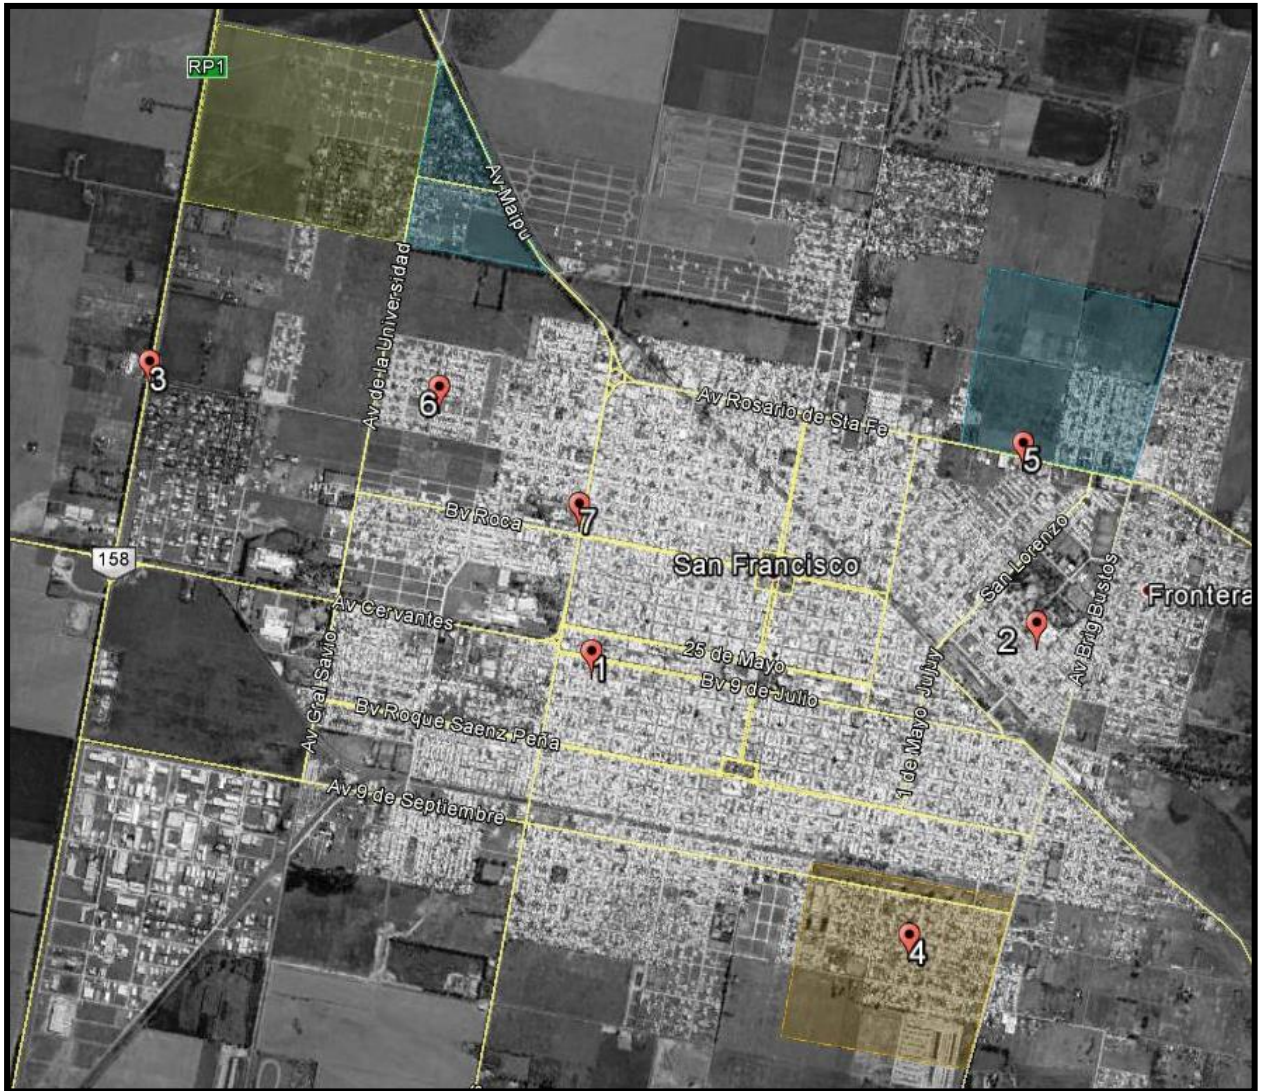 RP1
Av Maipu
Av de la Universidad
3
6
Av Rosario de Sta Fe
5
7
Bv Roca
San Francisco
158
San Lorenzo
Frontera
Av Cervantes
2
Av Brig Bustos
25 de Mayo
1
Bv 9 de Julio
Av Gral Savio
Bv Roque Saenz Peña
1 de Mayo
Jujuy
Av 9 de Septiembre
4